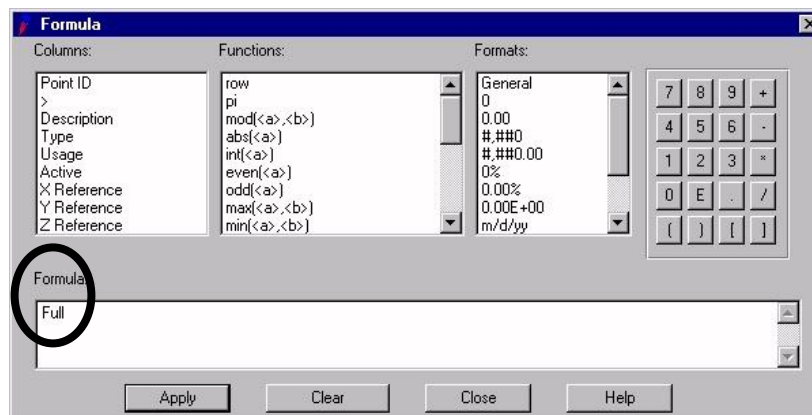 Formula
Columns:
Functions:
Formats:
Point ID
>
Description
Type
Usage
Active
X Reference
Y Reference
Z Reference
row
pi
mod(<a>,<b>)
abs(<a>)
int(<a>)
even(<a>)
odd(<a>)
max(<a>,<b>)
min(<a>,<b>)
General
0
0.00
#,##0
#,##0.00
0%
0.00%
0.00E+00
m/d/yy
7 8 9 +
4 5 6 -
1 2 3 *
0 E . /
( ) [ ]
Formula:
Full
Apply Clear Close Help